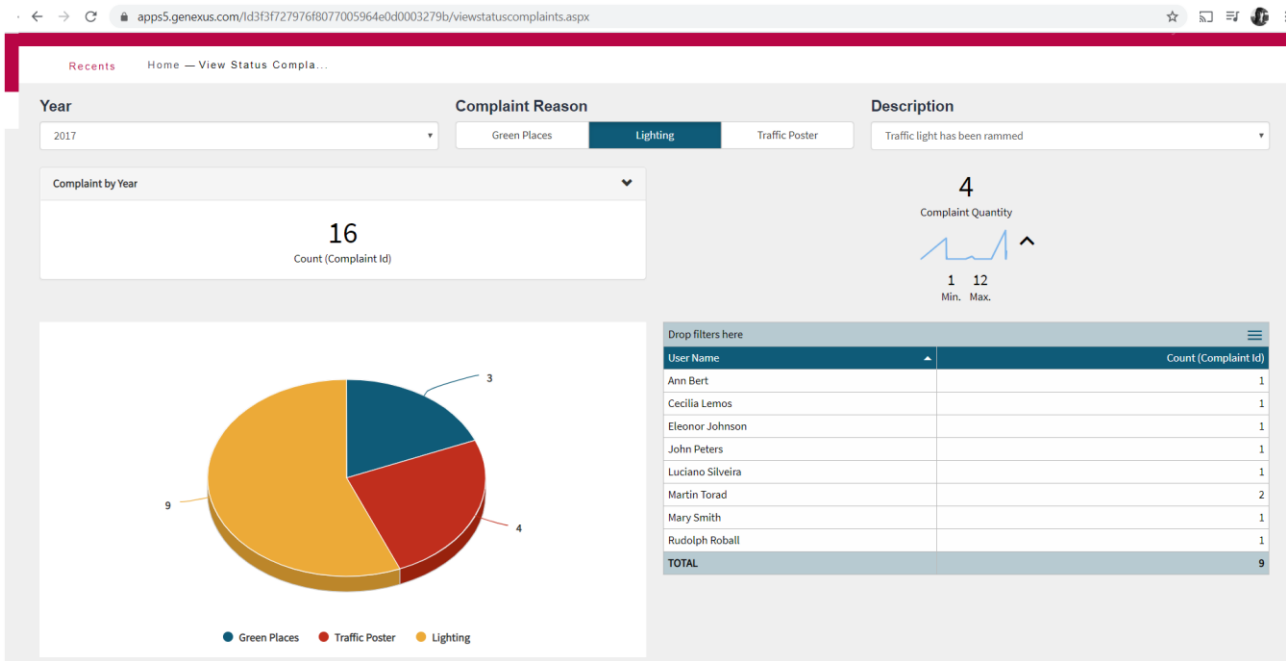 apps5.genexus.com/Id3f3f727976f8077005964e0d0003279b/viewstatuscomplaints.aspx
Recents Home — View Status Compla...
Year Complaint Reason Description
2017 Green Places Lighting Traffic Poster Traffic light has been rammed
Complaint by Year
16
Count (Complaint Id)
4
Complaint Quantity
1 12
Min. Max.
3
9
4
Green Places Traffic Poster Lighting
Drop filters here
User Name Count (Complaint Id)
Ann Bert 1
Cecilia Lemos 1
Eleonor Johnson 1
John Peters 1
Luciano Silveira 1
Martin Torad 2
Mary Smith 1
Rudolph Roball 1
TOTAL 9